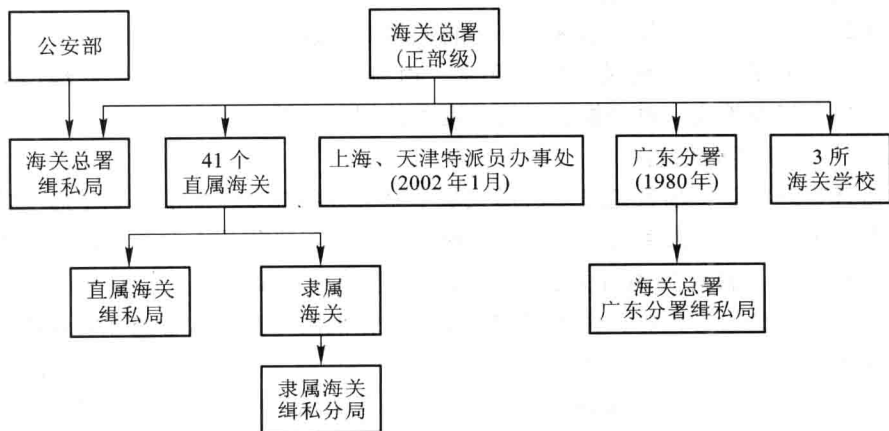 公安部
海关总署
(正部级)
海关总署
缉私局
41个
直属海关
上海、天津特派员办事处
(2002年1月)
广东分署
(1980年)
3所
海关学校
直属海关
缉私局
隶属
海关
海关总署
广东分署缉私局
隶属海关
缉私分局